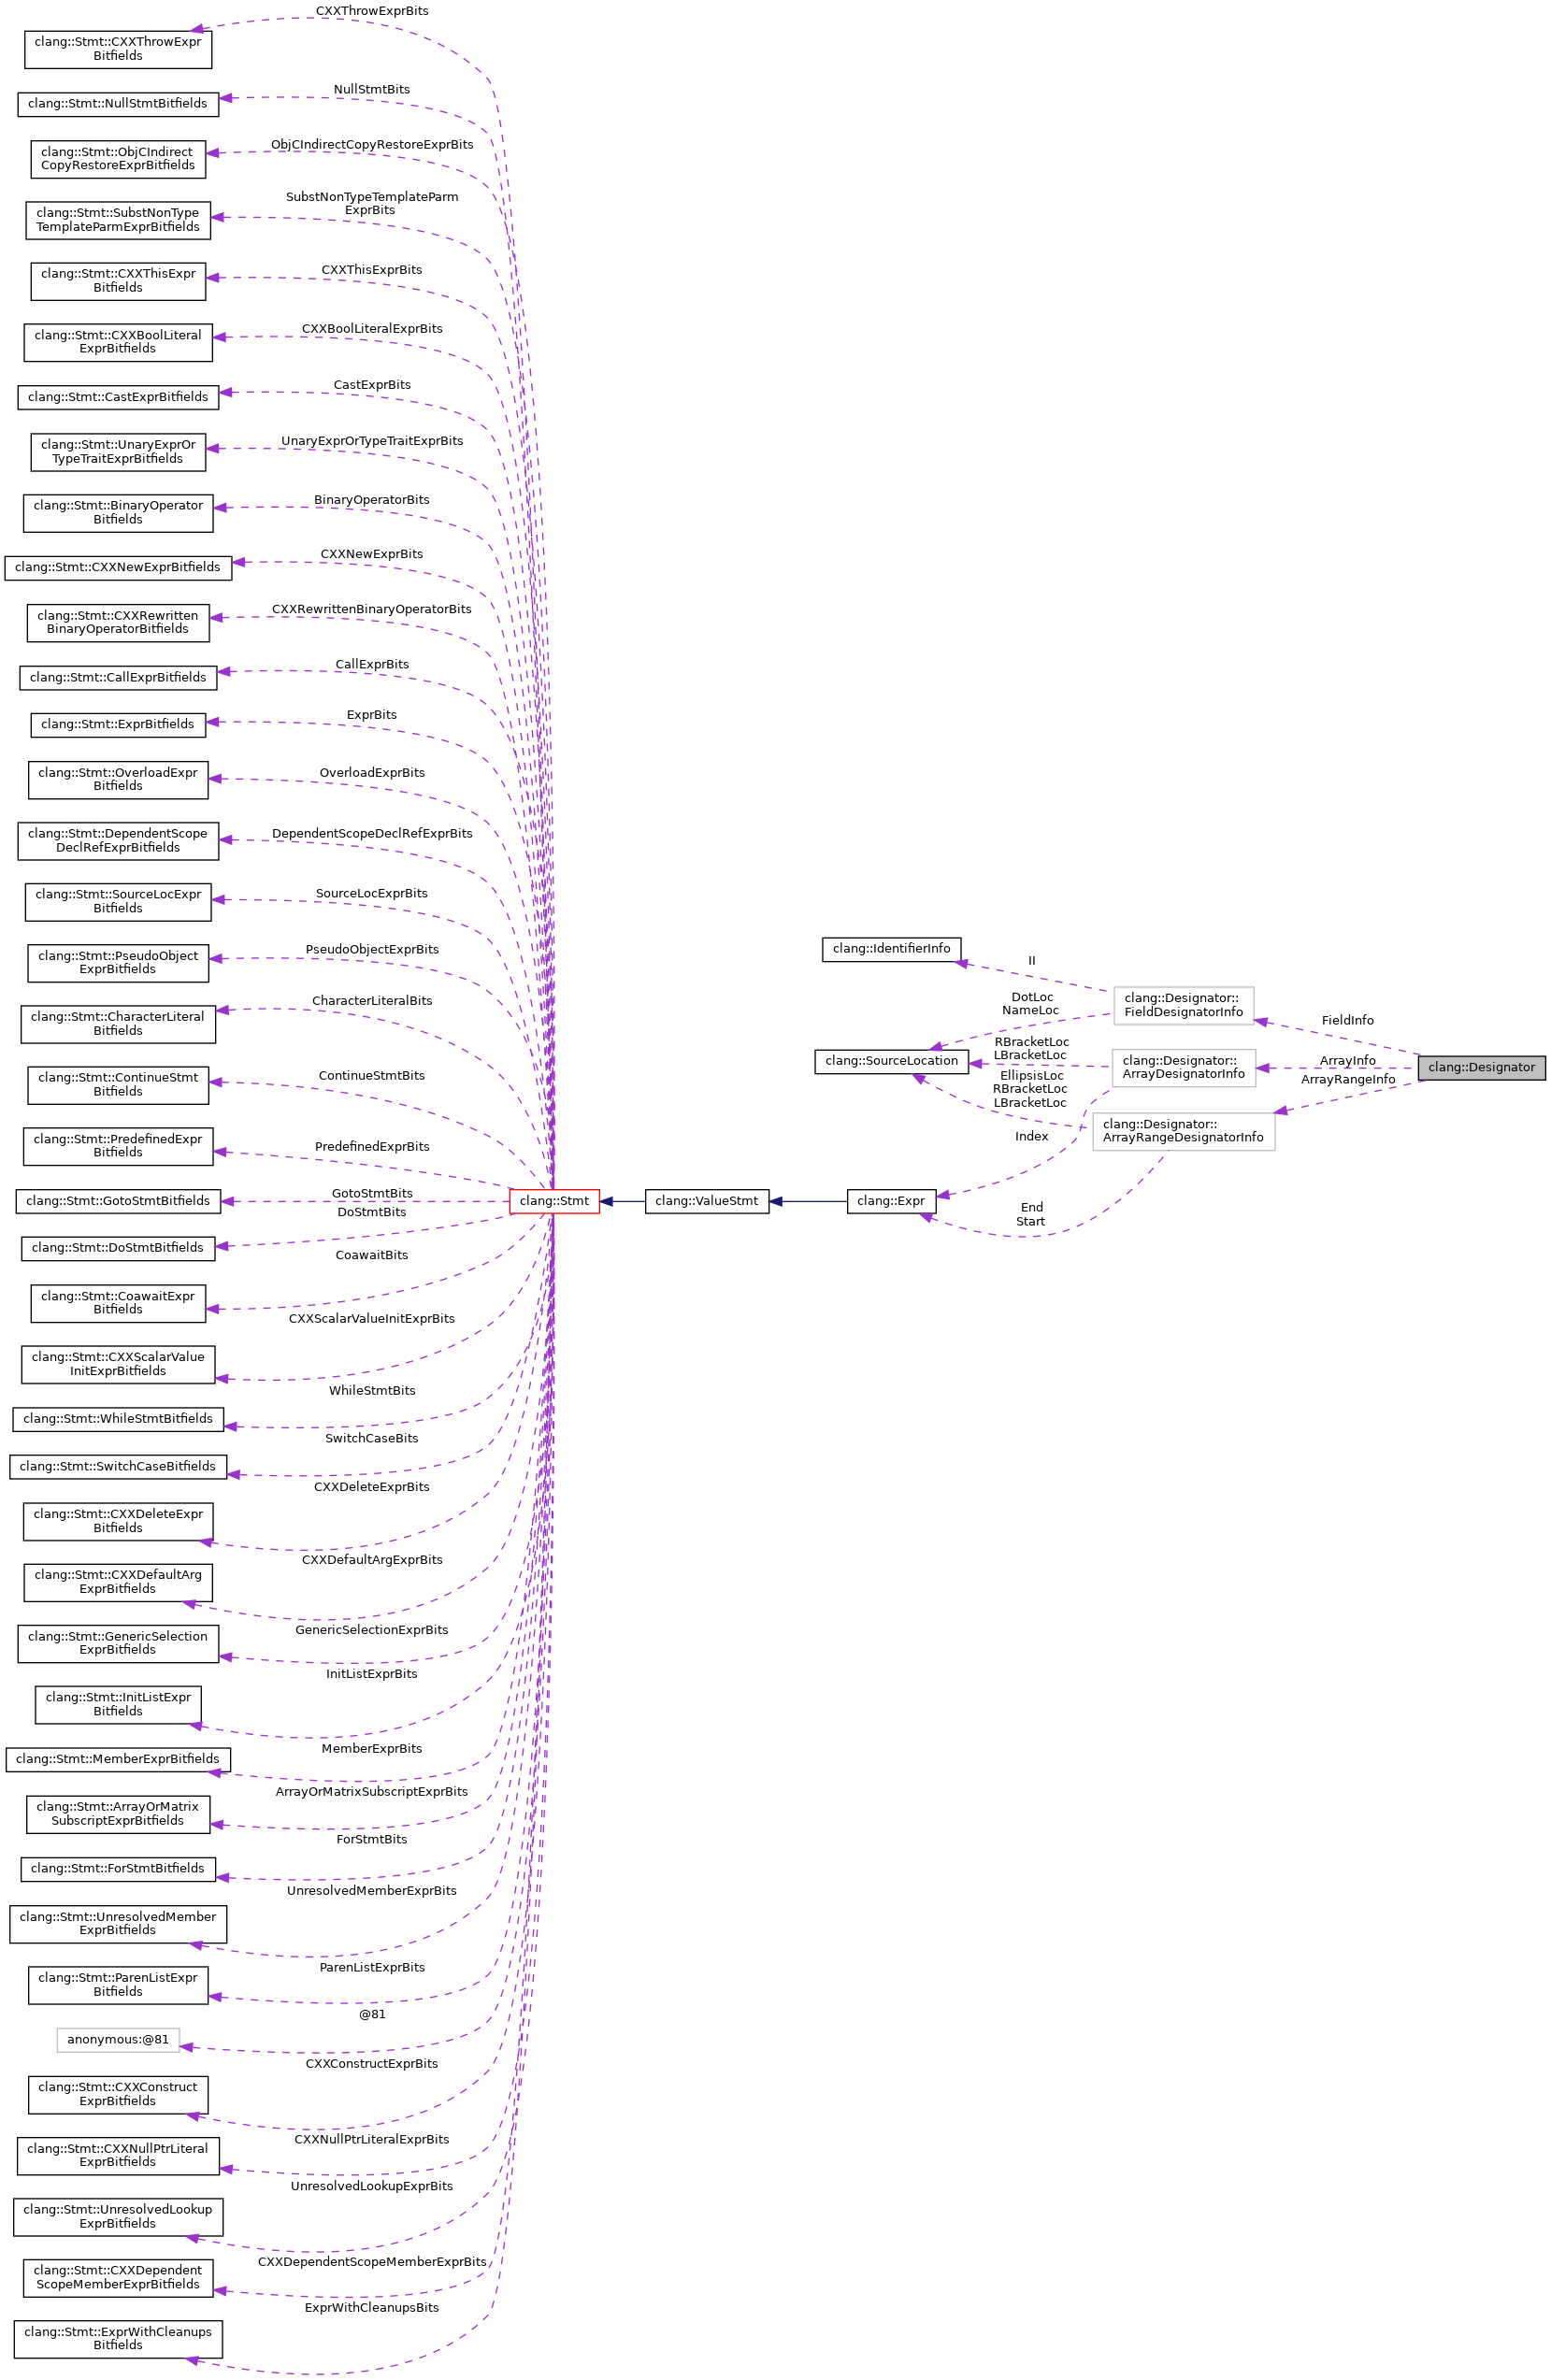 CXXThrowExprBits
clang::Stmt::CXXThrowExpr
Bitfields
NullStmtBits
clang::Stmt::NullStmtBitfields
ObjCIndirectCopyRestoreExprBits
clang::Stmt::ObjCIndirect
CopyRestoreExprBitfields
SubstNonTypeTemplateParm
ExprBits
clang::Stmt::SubstNonType
TemplateParmExprBitfields
CXXThisExprBits
clang::Stmt::CXXThisExpr
Bitfields
CXXBoolLiteralExprBits
clang::Stmt::CXXBoolLiteral
ExprBitfields
CastExprBits
clang::Stmt::CastExprBitfields
UnaryExprOrTypeTraitExprBits
clang::Stmt::UnaryExprOr
TypeTraitExprBitfields
BinaryOperatorBits
clang::Stmt::BinaryOperator
Bitfields
CXXNewExprBits
clang::Stmt::CXXNewExprBitfields
CXXRewrittenBinaryOperatorBits
clang::Stmt::CXXRewritten
BinaryOperatorBitfields
CallExprBits
clang::Stmt::CallExprBitfields
ExprBits
clang::Stmt::ExprBitfields
OverloadExprBits
clang::Stmt::OverloadExpr
Bitfields
DependentScopeDeclRefExprBits
clang::Stmt::DependentScope
DeclRefExprBitfields
SourceLocExprBits
clang::Stmt::SourceLocExpr
Bitfields
PseudoObjectExprBits
clang::Stmt::PseudoObject
ExprBitfields
CharacterLiteralBits
clang::Stmt::CharacterLiteral
Bitfields
ContinueStmtBits
clang::Stmt::ContinueStmt
Bitfields
PredefinedExprBits
clang::Stmt::PredefinedExpr
Bitfields
GotoStmtBits
clang::Stmt::GotoStmtBitfields
DoStmtBits
clang::Stmt::DoStmtBitfields
CoawaitBits
clang::Stmt::CoawaitExpr
Bitfields
CXXScalarValueInitExprBits
clang::Stmt::CXXScalarValue
InitExprBitfields
WhileStmtBits
clang::Stmt::WhileStmtBitfields
SwitchCaseBits
clang::Stmt::SwitchCaseBitfields
CXXDeleteExprBits
clang::Stmt::CXXDeleteExpr
Bitfields
CXXDefaultArgExprBits
clang::Stmt::CXXDefaultArg
ExprBitfields
GenericSelectionExprBits
clang::Stmt::GenericSelection
ExprBitfields
InitListExprBits
clang::Stmt::InitListExpr
Bitfields
MemberExprBits
clang::Stmt::MemberExprBitfields
ArrayOrMatrixSubscriptExprBits
clang::Stmt::ArrayOrMatrix
SubscriptExprBitfields
ForStmtBits
clang::Stmt::ForStmtBitfields
UnresolvedMemberExprBits
clang::Stmt::UnresolvedMember
ExprBitfields
ParenListExprBits
clang::Stmt::ParenListExpr
Bitfields
@81
anonymous:@81
CXXConstructExprBits
clang::Stmt::CXXConstruct
ExprBitfields
CXXNullPtrLiteralExprBits
clang::Stmt::CXXNullPtrLiteral
ExprBitfields
UnresolvedLookupExprBits
clang::Stmt::UnresolvedLookup
ExprBitfields
CXXDependentScopeMemberExprBits
clang::Stmt::CXXDependent
ScopeMemberExprBitfields
ExprWithCleanupsBits
clang::Stmt::ExprWithCleanups
Bitfields
clang::Stmt
clang::ValueStmt
clang::Expr
clang::IdentifierInfo
II
clang::Designator::
FieldDesignatorInfo
FieldInfo
DotLoc
NameLoc
clang::SourceLocation
RBracketLoc
LBracketLoc
clang::Designator::
ArrayDesignatorInfo
ArrayInfo
clang::Designator
EllipsisLoc
RBracketLoc
LBracketLoc
ArrayRangeInfo
clang::Designator::
ArrayRangeDesignatorInfo
Index
End
Start